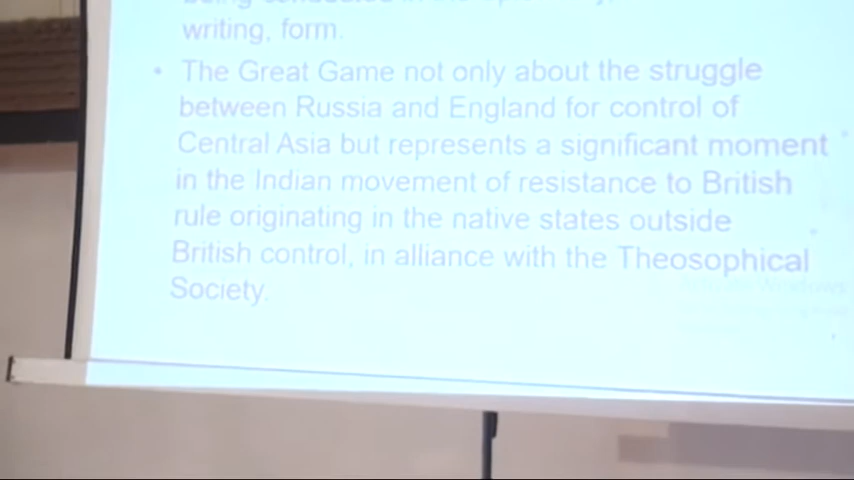 writing, form.
• The Great Game not only about the struggle
between Russia and England for control of
Central Asia but represents a significant moment
in the Indian movement of resistance to British
rule originating in the native states outside
British control, in alliance with the Theosophical
Society.